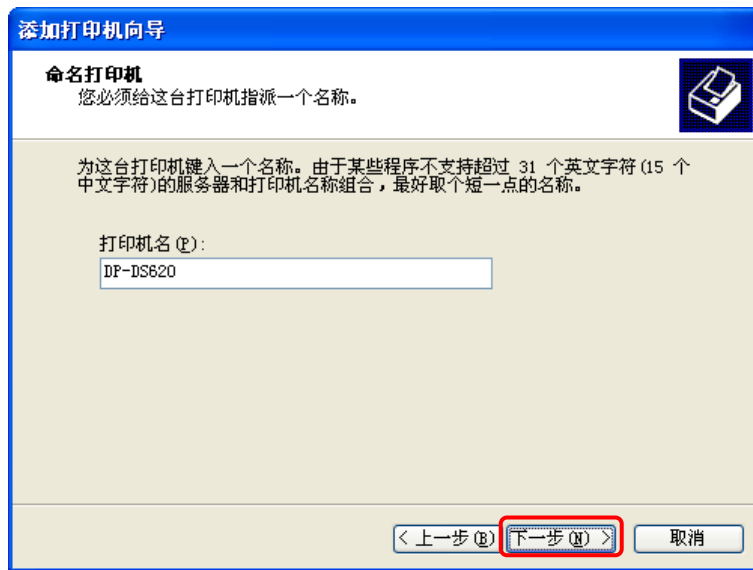 添加打印机向导
命名打印机
您必须给这台打印机指派一个名称。
为这台打印机键入一个名称。由于某些程序不支持超过 31 个英文字符(15 个
中文字符)的服务器和打印机名称组合，最好取个短一点的名称。
打印机名(P):
DP-DS620
< 上一步(B) 下一步(N) > 取消